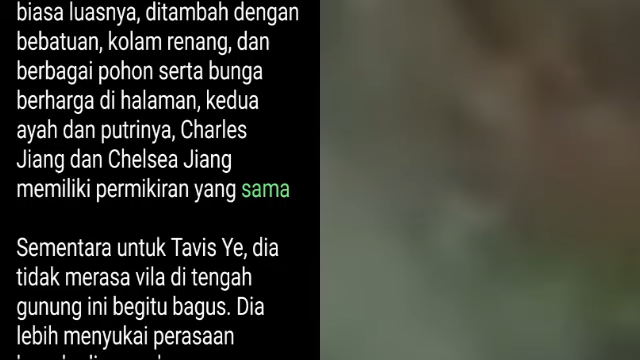 biasa luasnya, ditambah dengan
bebatuan, kolam renang, dan
berbagai pohon serta bunga
berharga di halaman, kedua
ayah dan putrinya, Charles
Jiang dan Chelsea Jiang
memiliki permikiran yang sama
Sementara untuk Tavis Ye, dia
tidak merasa vila di tengah
gunung ini begitu bagus. Dia
lebih menyukai perasaan